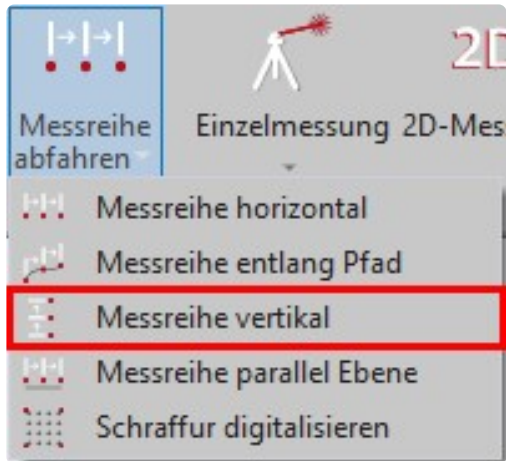 Messreihe
abfahren
Einzelmessung
2D-Mes
Messreihe horizontal
Messreihe entlang Pfad
Messreihe vertikal
Messreihe parallel Ebene
Schraffur digitalisieren